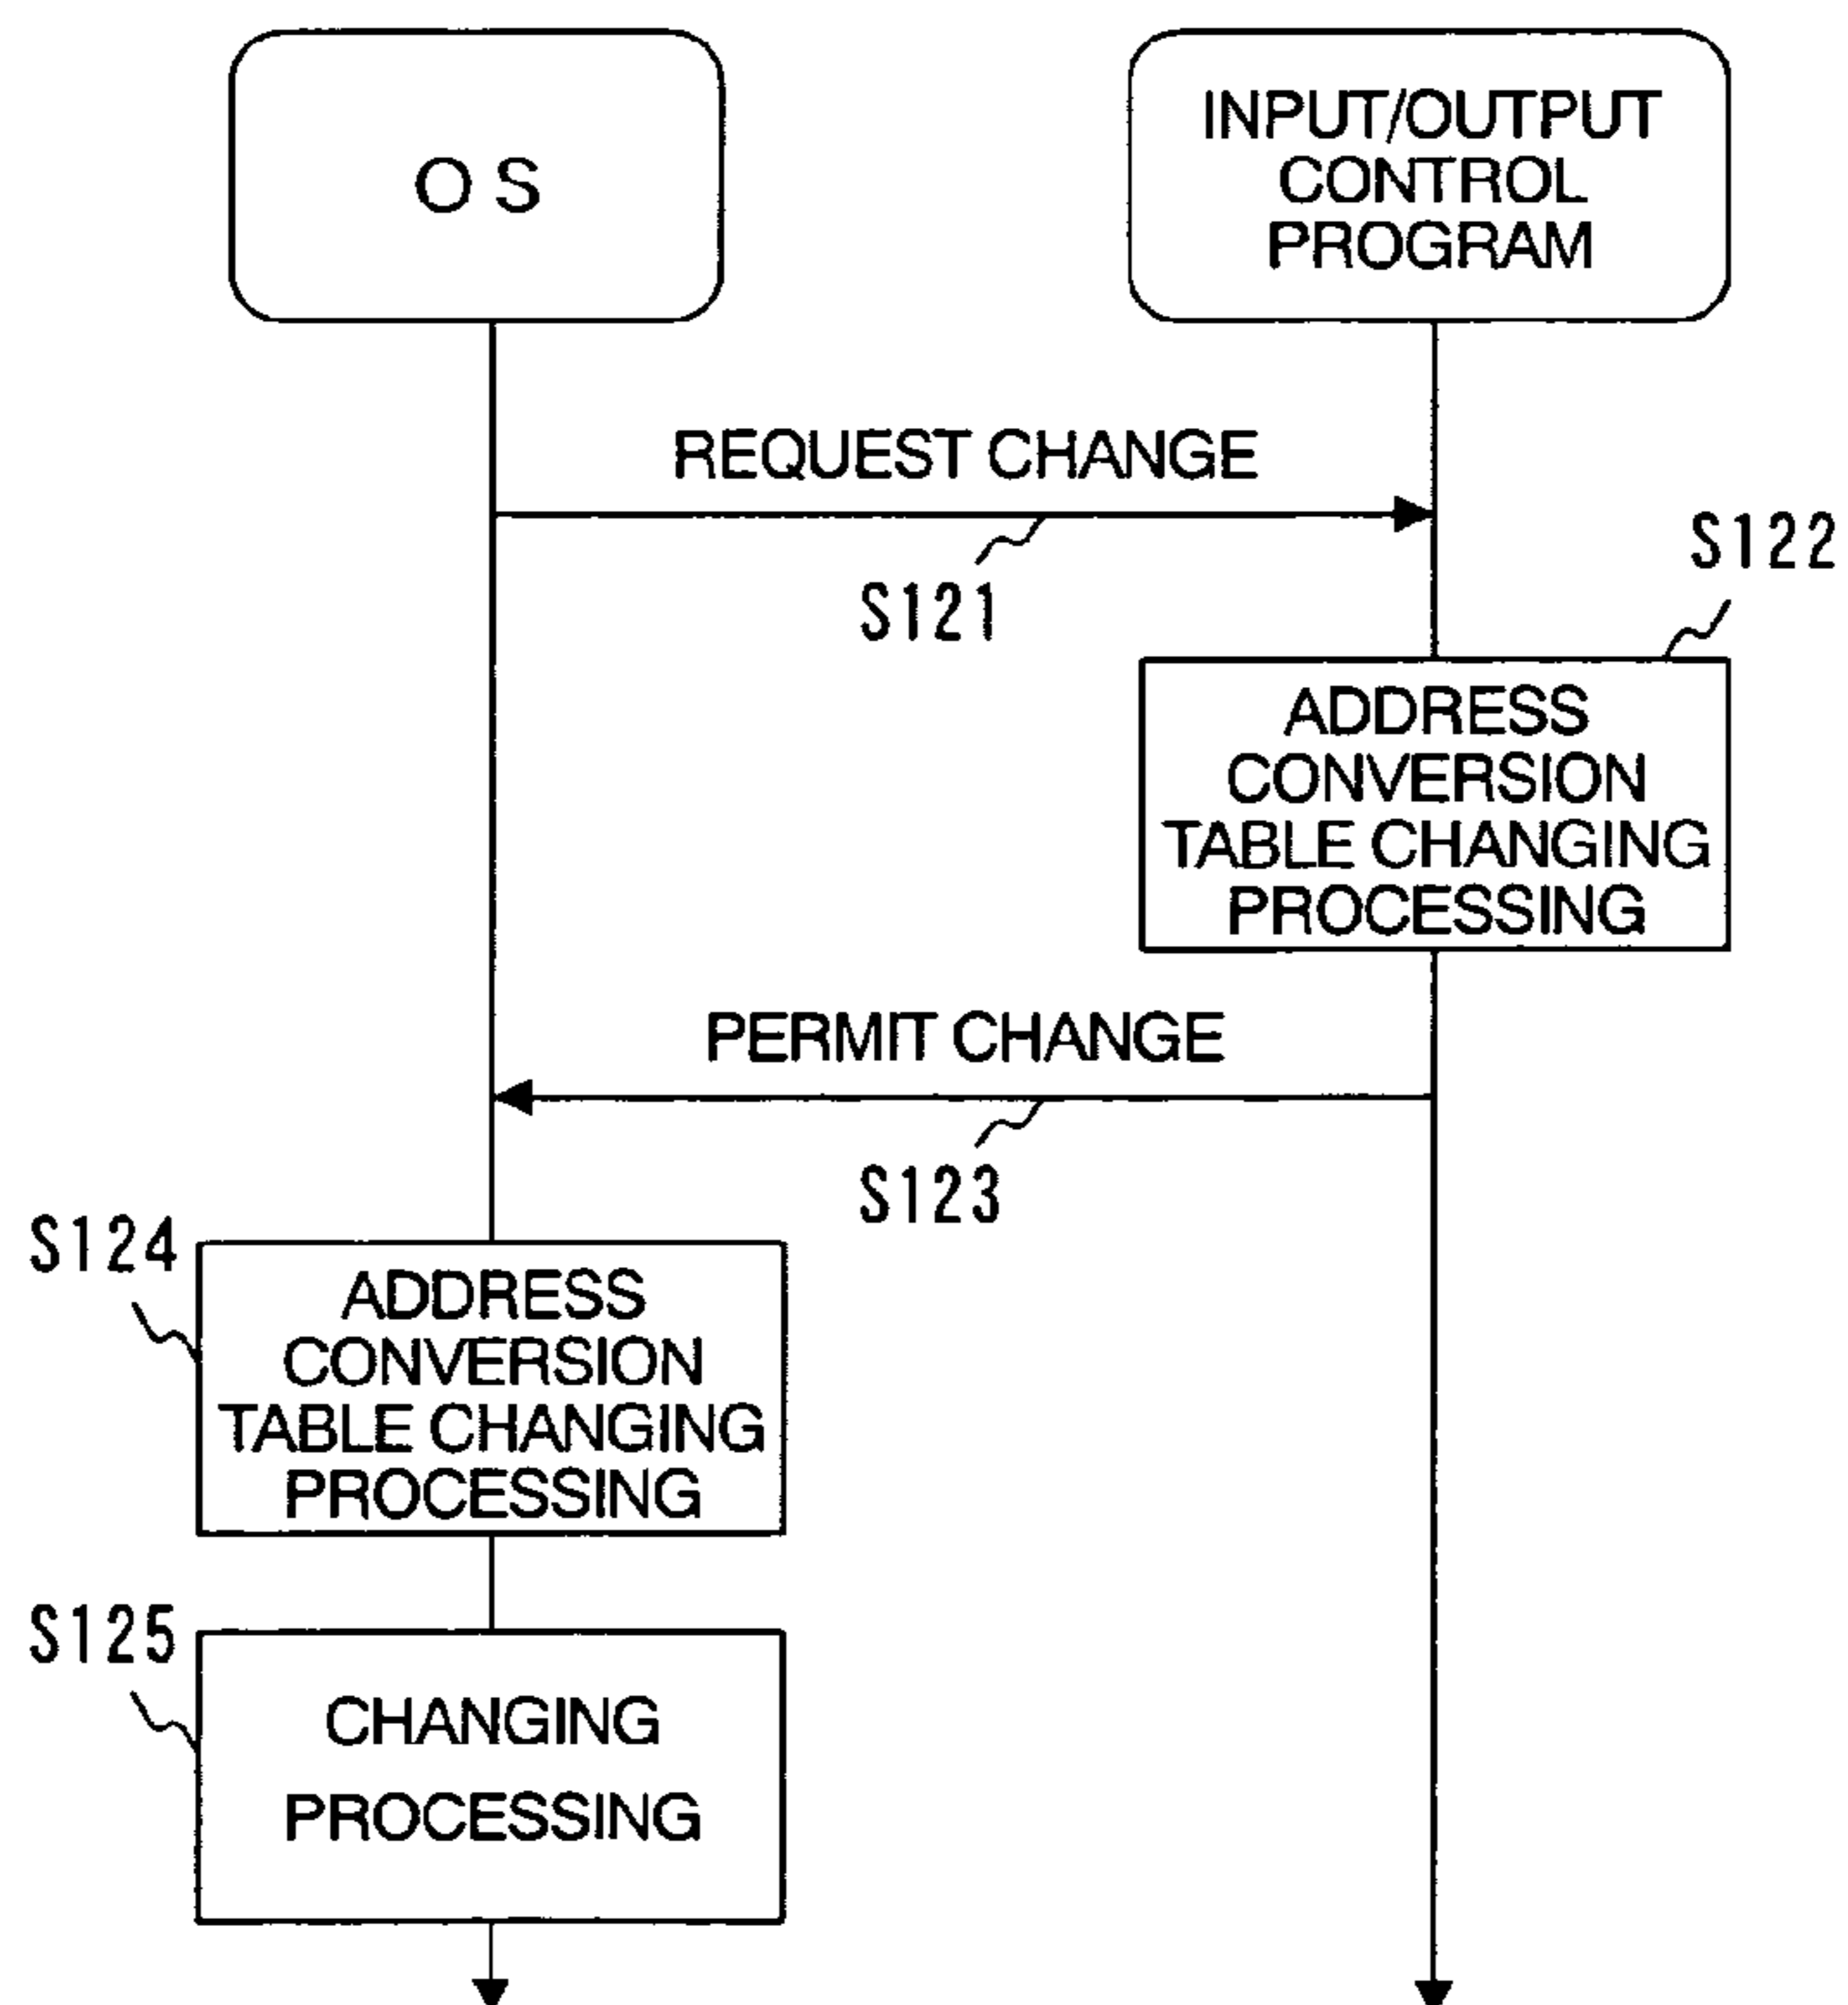 OS
INPUT/OUTPUT
CONTROL
PROGRAM
REQUEST CHANGE
S121
S122
ADDRESS
CONVERSION
TABLE CHANGING
PROCESSING
PERMIT CHANGE
S123
S124
ADDRESS
CONVERSION
TABLE CHANGING
PROCESSING
S125
CHANGING
PROCESSING